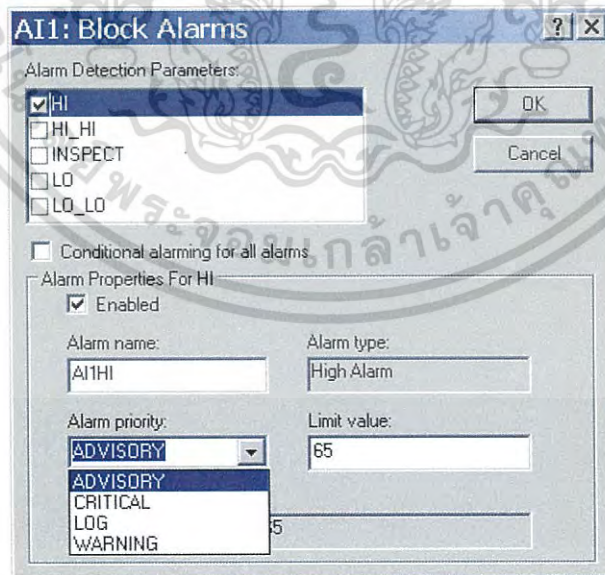 AI1: Block Alarms
Alarm Detection Parameters:
HI
HI_HI
INSPECT
LO
LO_LO
OK
Cancel
Conditional alarming for all alarms
Alarm Properties For HI
Enabled
Alarm name:
AI1HI
Alarm type:
High Alarm
Alarm priority:
ADVISORY
Limit value:
65
ADVISORY
CRITICAL
LOG
WARNING